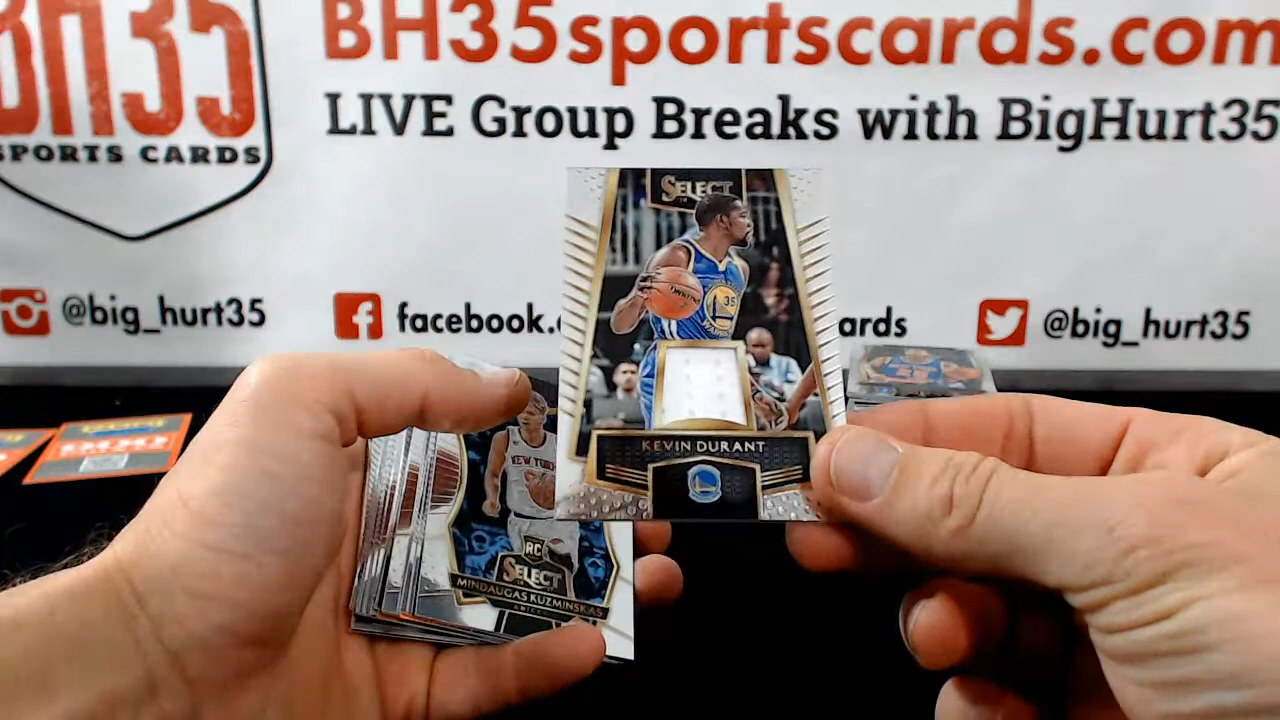 BH35
SPORTS CARDS
BH35sportscards.com
LIVE Group Breaks with BigHurt35
@big_hurt35
facebook.
ards
@big_hurt35
SELECT
35
KEVIN DURANT
NEW YORK
RC
SELECT
MINDAUGAS KUZMINSKAS